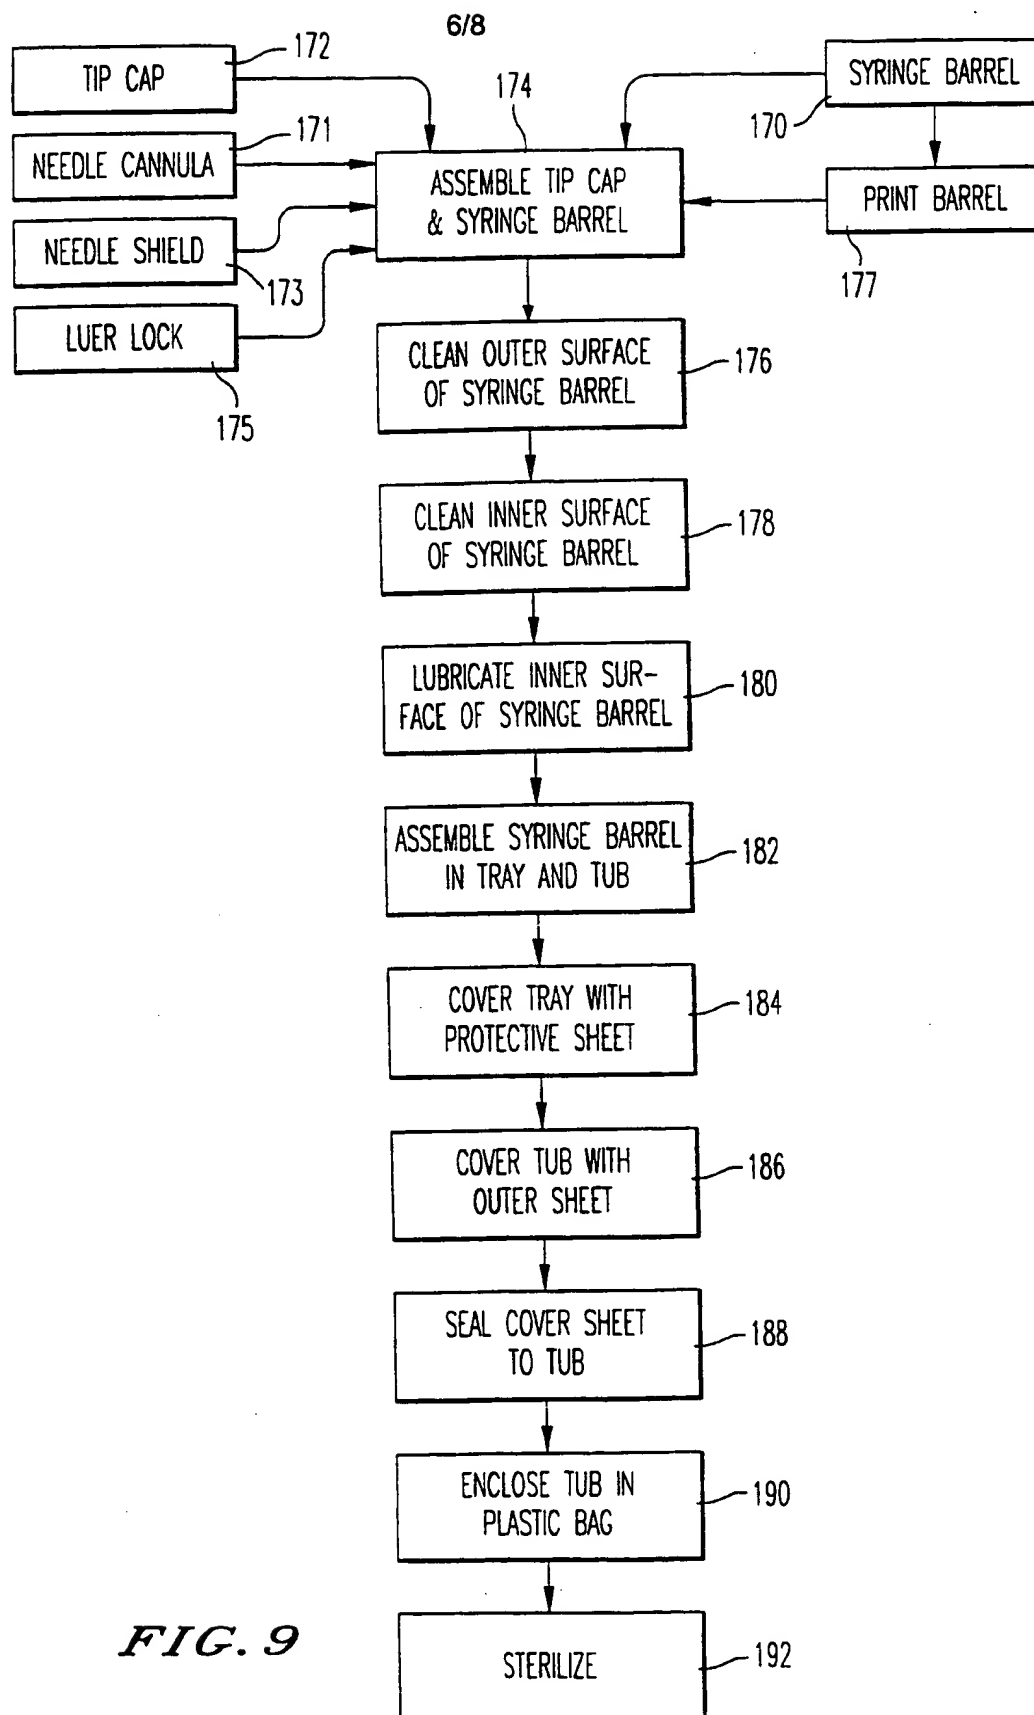 6/8
TIP CAP
172
NEEDLE CANNULA
171
NEEDLE SHIELD
173
LUER LOCK
175
174
ASSEMBLE TIP CAP
& SYRINGE BARREL
SYRINGE BARREL
170
PRINT BARREL
177
CLEAN OUTER SURFACE
OF SYRINGE BARREL
176
CLEAN INNER SURFACE
OF SYRINGE BARREL
178
LUBRICATE INNER SUR-
FACE OF SYRINGE BARREL
180
ASSEMBLE SYRINGE BARREL
IN TRAY AND TUB
182
COVER TRAY WITH
PROTECTIVE SHEET
184
COVER TUB WITH
OUTER SHEET
186
SEAL COVER SHEET
TO TUB
188
ENCLOSE TUB IN
PLASTIC BAG
190
STERILIZE
192
FIG. 9